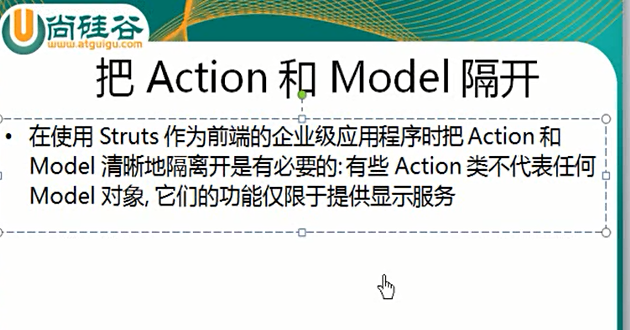 尚硅谷
www.atguigu.com
把 Action 和 Model 隔开
• 在使用 Struts 作为前端的企业级应用程序时把 Action 和
Model 清晰地隔离开是有必要的: 有些 Action 类不代表任何
Model 对象, 它们的功能仅限于提供显示服务